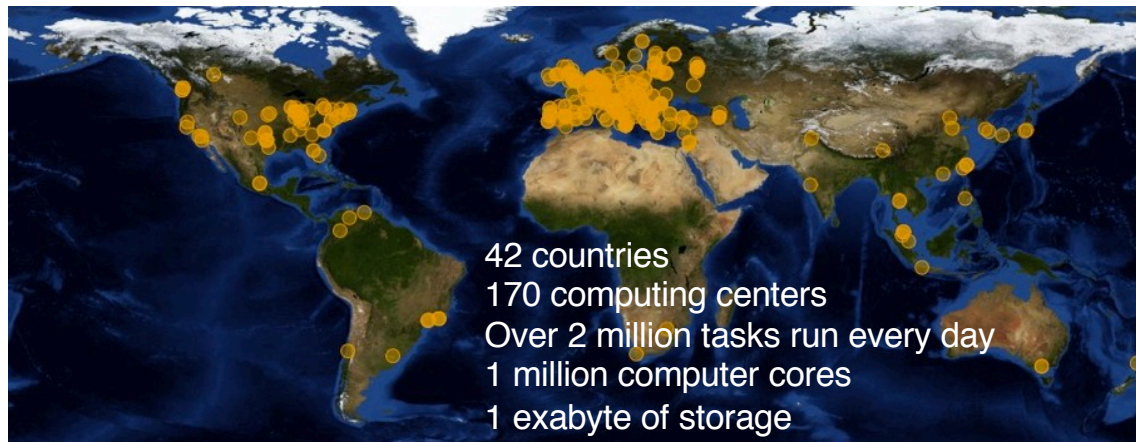 42 countries
170 computing centers
Over 2 million tasks run every day
1 million computer cores
1 exabyte of storage